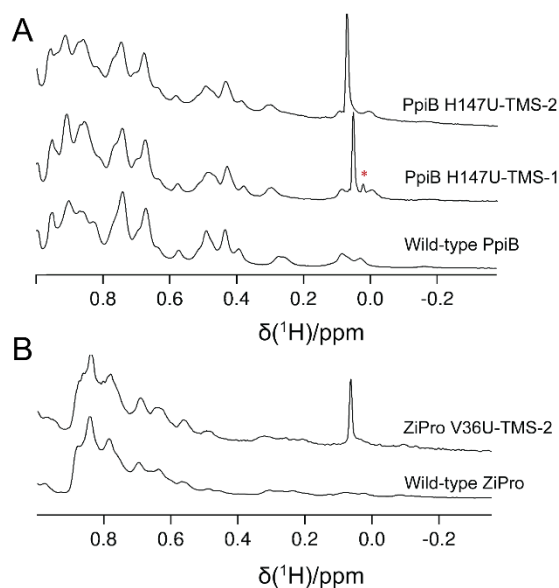 A
PpiB H147U-TMS-2
PpiB H147U-TMS-1
*
Wild-type PpiB
0.8 0.6 0.4 0.2 0.0 -0.2
δ(¹H)/ppm
B
ZiPro V36U-TMS-2
Wild-type ZiPro
0.8 0.6 0.4 0.2 0.0 -0.2
δ(¹H)/ppm